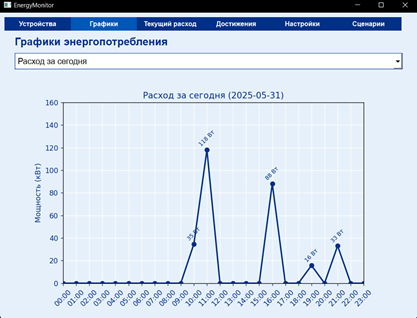 EnergyMonitor
Устройства Графики Текущий расход Достижения Настройки Сценарии
Графики энергопотребления
Расход за сегодня
Расход за сегодня (2025-05-31)
Мощность (кВт)
160
140
120
100
80
60
40
20
0
118 Вт
35 Вт
88 Вт
16 Вт
33 Вт
00:00 01:00 02:00 03:00 04:00 05:00 06:00 07:00 08:00 09:00 10:00 11:00 12:00 13:00 14:00 15:00 16:00 17:00 18:00 19:00 20:00 21:00 22:00 23:00